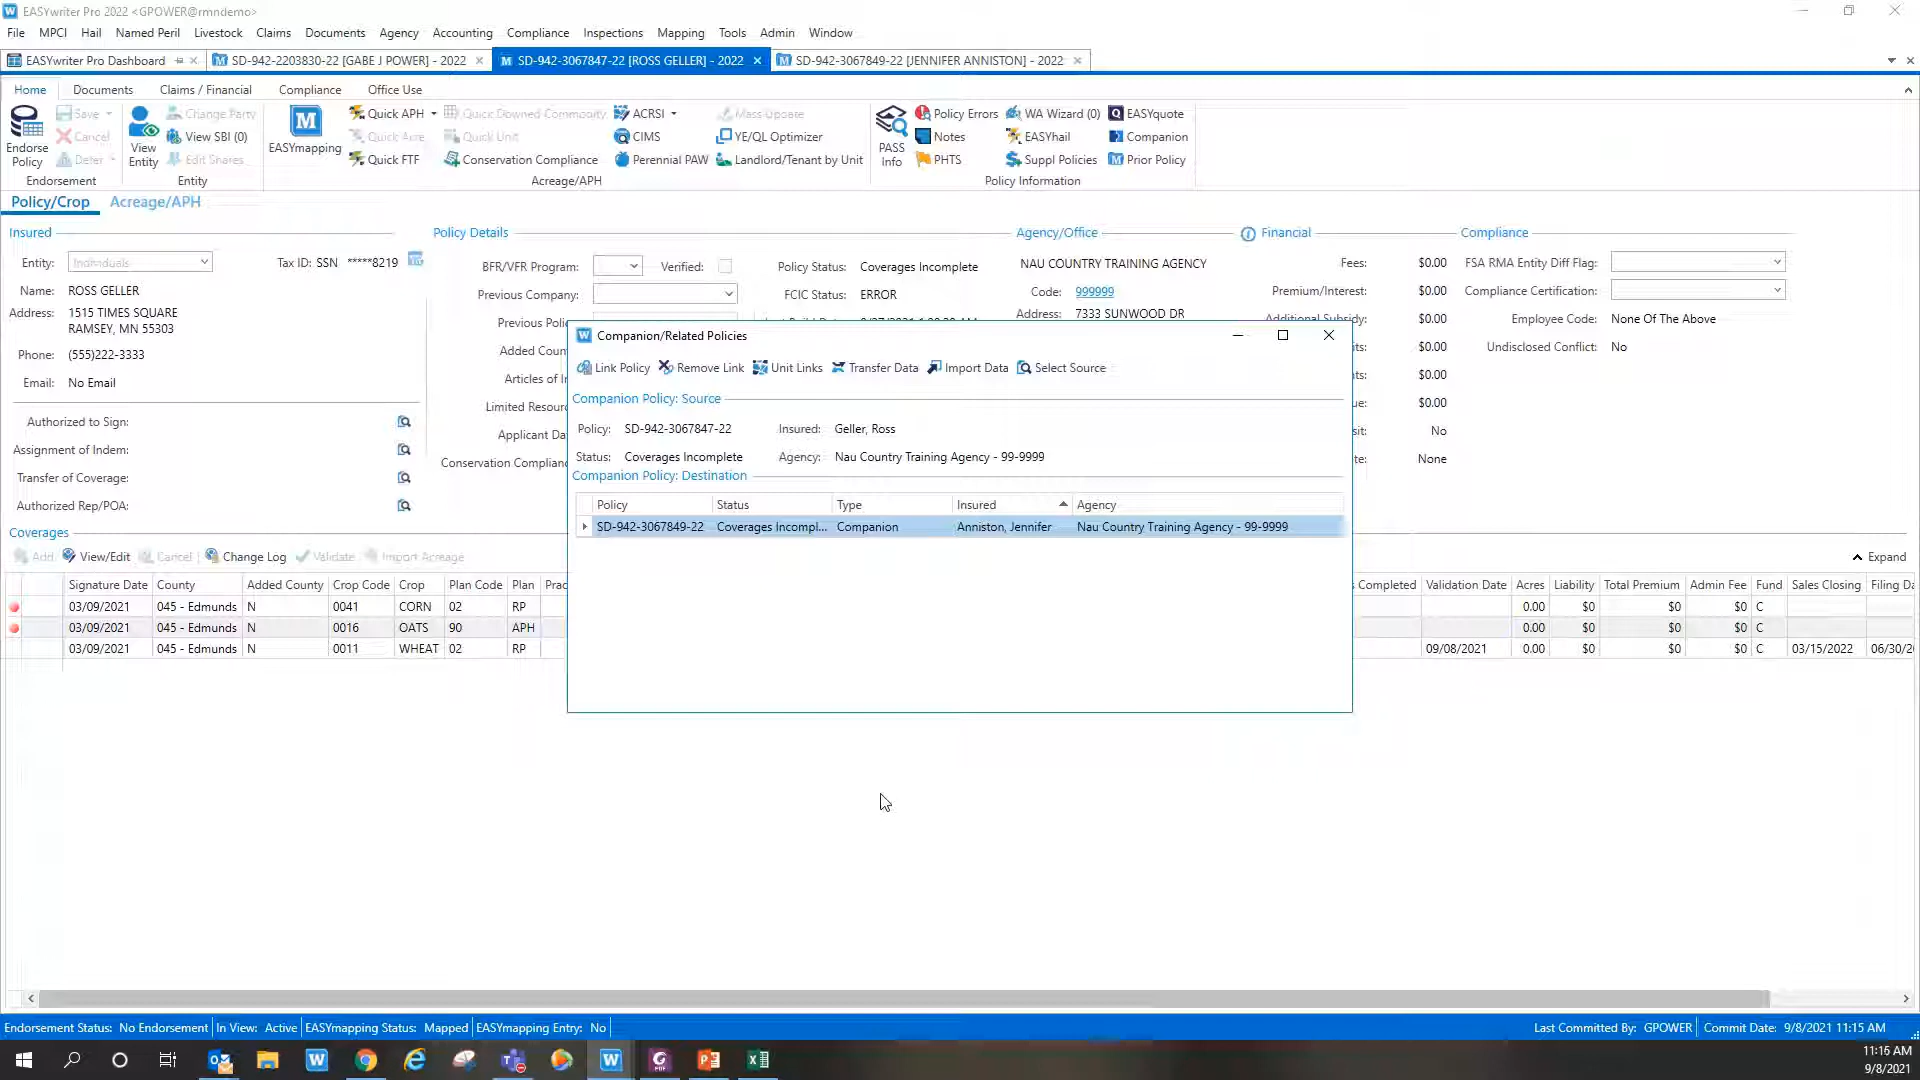 EASYwriter Pro 2022 <GPOWER@rmndemo>
File MPCI Hail Named Peril Livestock Claims Documents Agency Accounting Compliance Inspections Mapping Tools Admin Window
EASYwriter Pro Dashboard SD-942-2203830-22 [GABE J POWER] - 2022 SD-942-3067847-22 [ROSS GELLER] - 2022 SD-942-3067849-22 [JENNIFER ANNISTON] - 2022
Home Documents Claims / Financial Compliance Office Use
Save Change Party Quick APH Quick Downed Commodity ACRSI Mass Update Policy Errors WA Wizard (0) EASYquote
Cancel View SBI (0) Quick Acre Quick Unit CIMS YE/QL Optimizer Notes EASYhail Companion
Endorse Policy View Entity EASYmapping PASS Info
Defer Edit Shares Quick FTF Conservation Compliance Perennial PAW Landlord/Tenant by Unit PHTS Suppl Policies Prior Policy
Endorsement Entity Acreage/APH Policy Information
Policy/Crop Acreage/APH
Insured Policy Details Agency/Office Financial Compliance
Entity: Individuals Tax ID: SSN *****8219 BFR/VFR Program: Verified: Policy Status: Coverages Incomplete NAU COUNTRY TRAINING AGENCY Fees: $0.00 FSA RMA Entity Diff Flag:
Name: ROSS GELLER Previous Company: FCIC Status: ERROR Code: 999999 Premium/Interest: $0.00 Compliance Certification:
Address: 1515 TIMES SQUARE Address: 7333 SUNWOOD DR
RAMSEY, MN 55303 Additional Subsidy: $0.00 Employee Code: None Of The Above
Phone: (555)222-3333 Added Coun $0.00 Undisclosed Conflict: No
Email: No Email Articles of I $0.00
Limited Resour $0.00
Authorized to Sign: Applicant Da No
Assignment of Indem: Conservation Complianc None
Transfer of Coverage:
Authorized Rep/POA:
Companion/Related Policies
Link Policy Remove Link Unit Links Transfer Data Import Data Select Source
Companion Policy: Source
Policy: SD-942-3067847-22 Insured: Geller, Ross
Status: Coverages Incomplete Agency: Nau Country Training Agency - 99-9999
Companion Policy: Destination
Policy Status Type Insured Agency
SD-942-3067849-22 Coverages Incompl... Companion Anniston, Jennifer Nau Country Training Agency - 99-9999
Coverages
Add View/Edit Cancel Change Log Validate Import Acreage Expand
Signature Date County Added County Crop Code Crop Plan Code Plan Prac s Completed Validation Date Acres Liability Total Premium Admin Fee Fund Sales Closing Filing Da
03/09/2021 045 - Edmunds N 0041 CORN 02 RP 0.00 $0 $0 $0 C
03/09/2021 045 - Edmunds N 0016 OATS 90 APH 0.00 $0 $0 $0 C
03/09/2021 045 - Edmunds N 0011 WHEAT 02 RP 09/08/2021 0.00 $0 $0 $0 C 03/15/2022 06/30/20
Endorsement Status: No Endorsement In View: Active EASYmapping Status: Mapped EASYmapping Entry: No Last Committed By: GPOWER Commit Date: 9/8/2021 11:15 AM
11:15 AM
9/8/2021